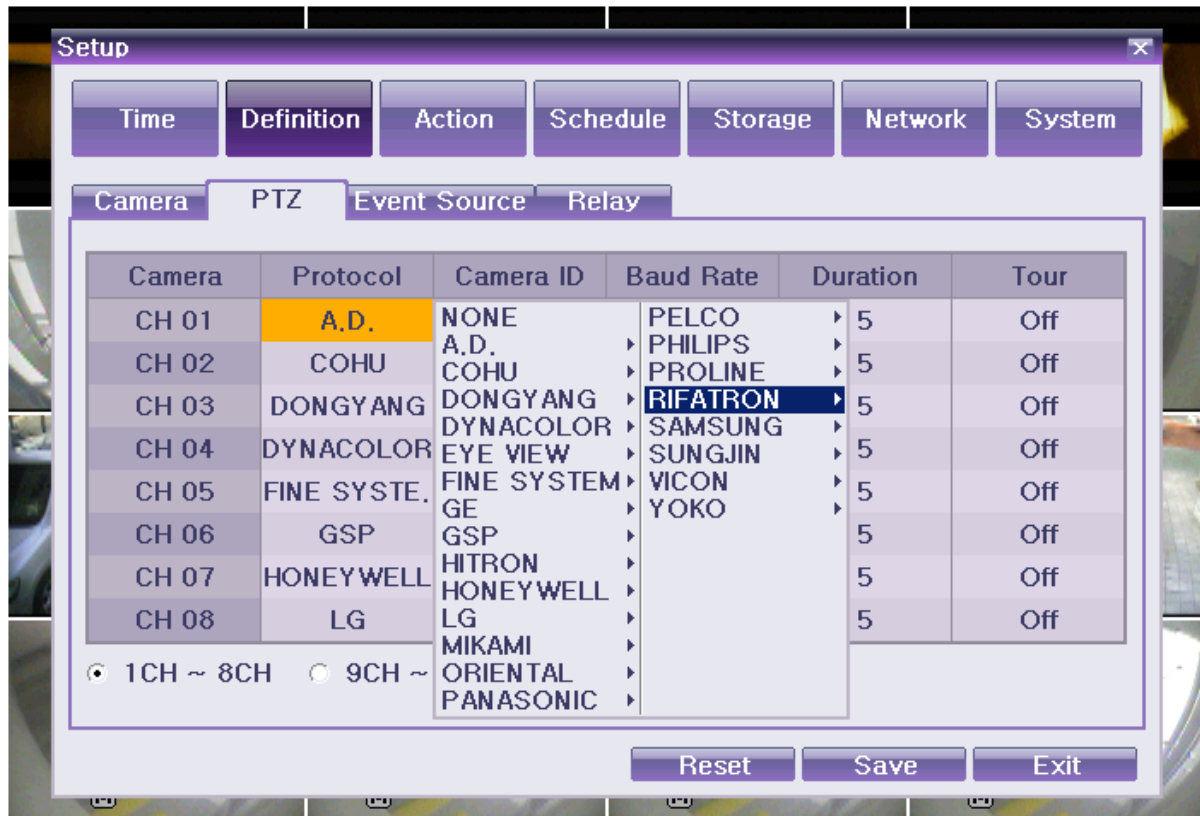 Setup
Time Definition Action Schedule Storage Network System
Camera PTZ Event Source Relay
Camera Protocol Camera ID Baud Rate Duration Tour
CH 01 A.D. 5 Off
CH 02 COHU 5 Off
CH 03 DONGYANG 5 Off
CH 04 DYNACOLOR 5 Off
CH 05 FINE SYSTE. 5 Off
CH 06 GSP 5 Off
CH 07 HONEYWELL 5 Off
CH 08 LG 5 Off
NONE
A.D.
COHU
DONGYANG
DYNACOLOR
EYE VIEW
FINE SYSTEM
GE
GSP
HITRON
HONEYWELL
LG
MIKAMI
ORIENTAL
PANASONIC
PELCO
PHILIPS
PROLINE
RIFATRON
SAMSUNG
SUNGJIN
VICON
YOKO
1CH ~ 8CH 9CH ~
Reset Save Exit